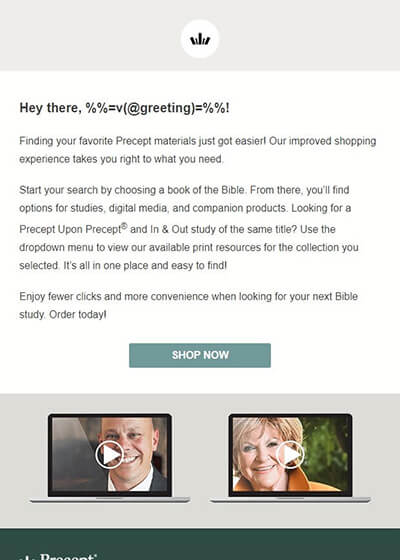 Hey there, %%=v(@greeting)=%%!
Finding your favorite Precept materials just got easier! Our improved shopping
experience takes you right to what you need.
Start your search by choosing a book of the Bible. From there, you’ll find
options for studies, digital media, and companion products. Looking for a
Precept Upon Precept® and In & Out study of the same title? Use the
dropdown menu to view our available print resources for the collection you
selected. It’s all in one place and easy to find!
Enjoy fewer clicks and more convenience when looking for your next Bible
study. Order today!
SHOP NOW
Precept®